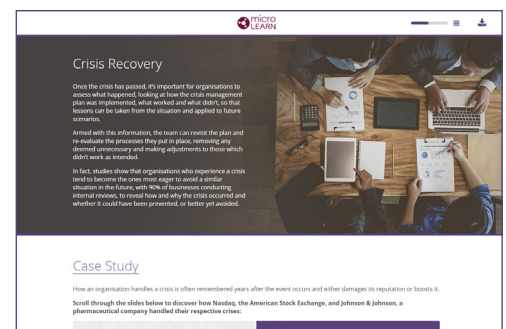 micro
LEARN
Crisis Recovery
Once the crisis has passed, it's important for organisations to
assess what happened, looking at how the crisis management
plan was implemented, what worked and what didn't, so that
lessons can be taken from the situation and applied to future
scenarios.
Armed with this information, the team can revisit the plan and
re-evaluate the processes they put in place, removing any
deemed unnecessary and making adjustments to those which
didn't work as intended.
In fact, studies show that organisations who experience a crisis
tend to become the ones most eager to avoid a similar
situation in the future, with 90% of businesses conducting
internal reviews, to reveal how and why the crisis occurred and
whether it could have been prevented, or better yet avoided.
Case Study
How an organisation handles a crisis is often remembered years after the event occurs and either damages its reputation or boosts it.
Scroll through the slides below to discover how Nasdaq, the American Stock Exchange, and Johnson & Johnson, a
pharmaceutical company handled their respective crises: